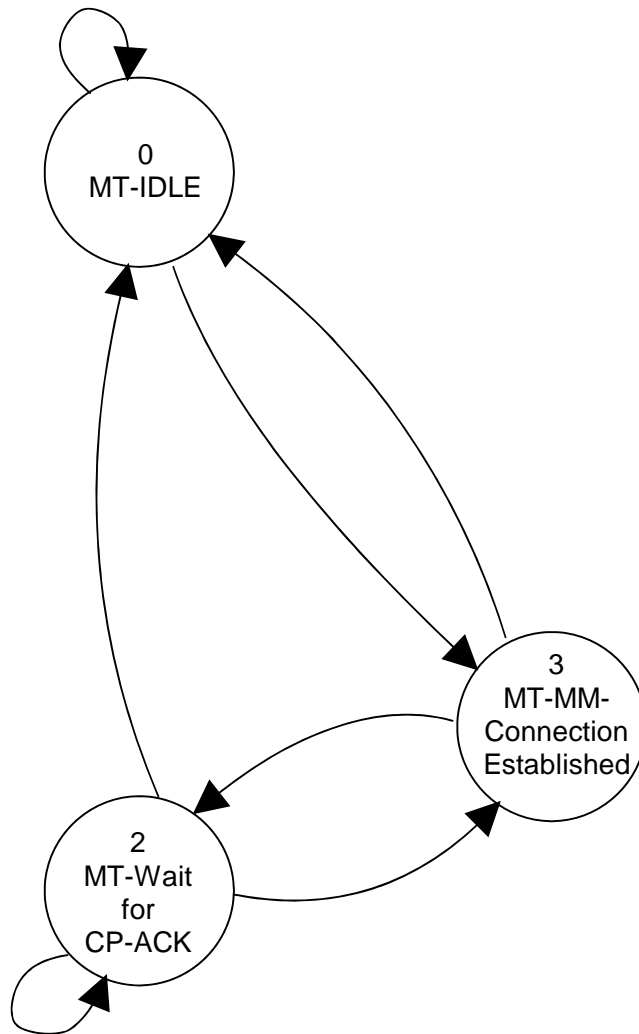 0
MT-IDLE
3
MT-MM-
Connection
Established
2
MT-Wait
for
CP-ACK